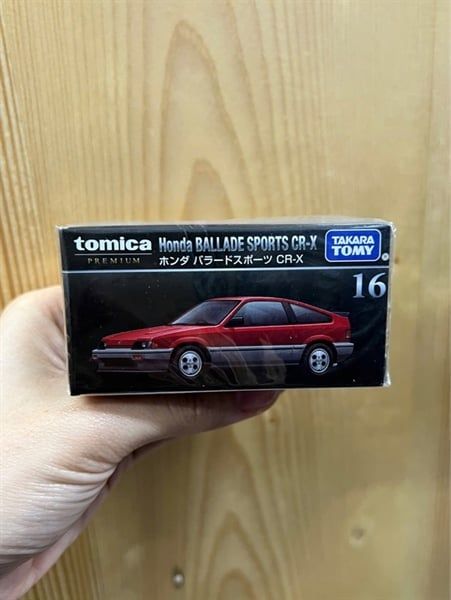 tomica Honda BALLADE SPORTS CR-X
PREMIUM ホンダ バラードスポーツ CR-X
TAKARA
TOMY
16